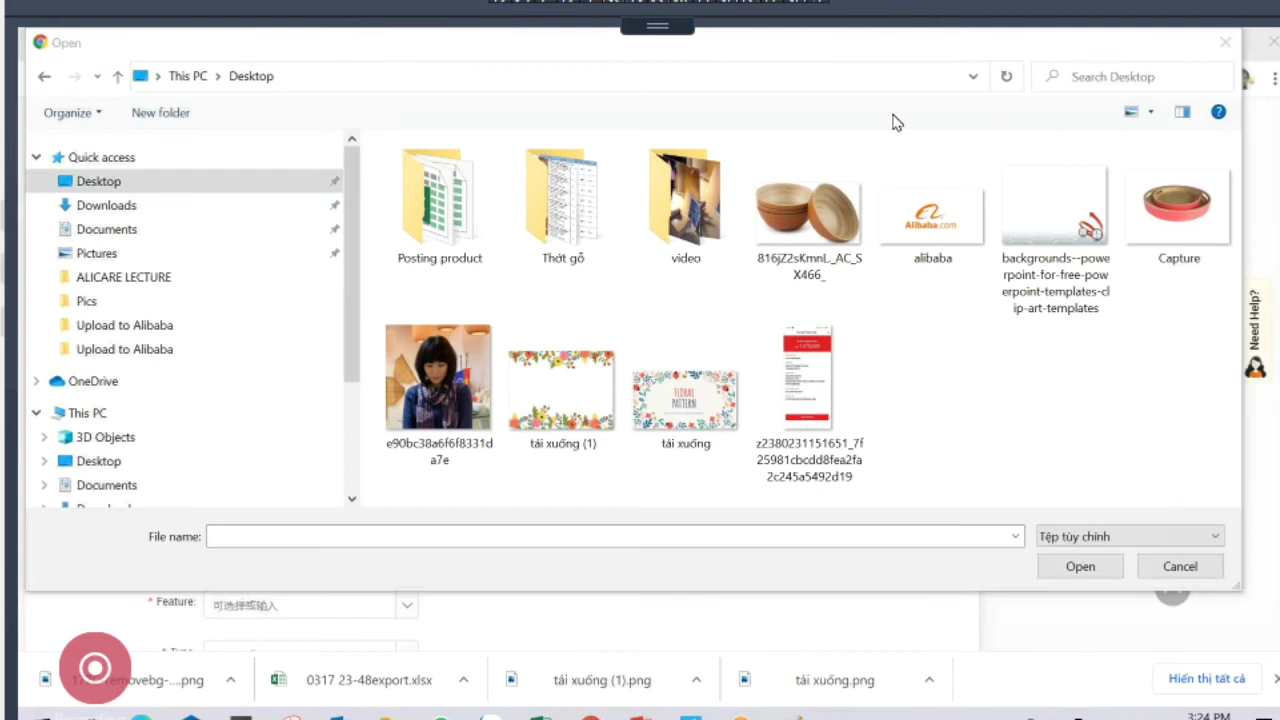 Open
This PC > Desktop
Search Desktop
Organize
New folder
Quick access
Desktop
Downloads
Documents
Pictures
ALICARE LECTURE
Pics
Upload to Alibaba
Upload to Alibaba
OneDrive
This PC
3D Objects
Desktop
Documents
Posting product
Thớt gỗ
video
816jZ2sKmnL._AC_S
X466_
Alibaba.com
alibaba
backgrounds--powe
rpoint-for-free-pow
erpoint-templates-cl
ip-art-templates
Capture
e90bc38a6f6f8331d
a7e
tải xuống (1)
FLORAL
PATTERN
tải xuống
z2380231151651_7f
25981cbcdd8fea2fa
2c245a5492d19
Need Help?
File name:
Tệp tùy chỉnh
Open
Cancel
* Feature:
可选择或输入
0317 23-48export.xlsx
tải xuống (1).png
tải xuống.png
Hiển thị tất cả
3:24 PM